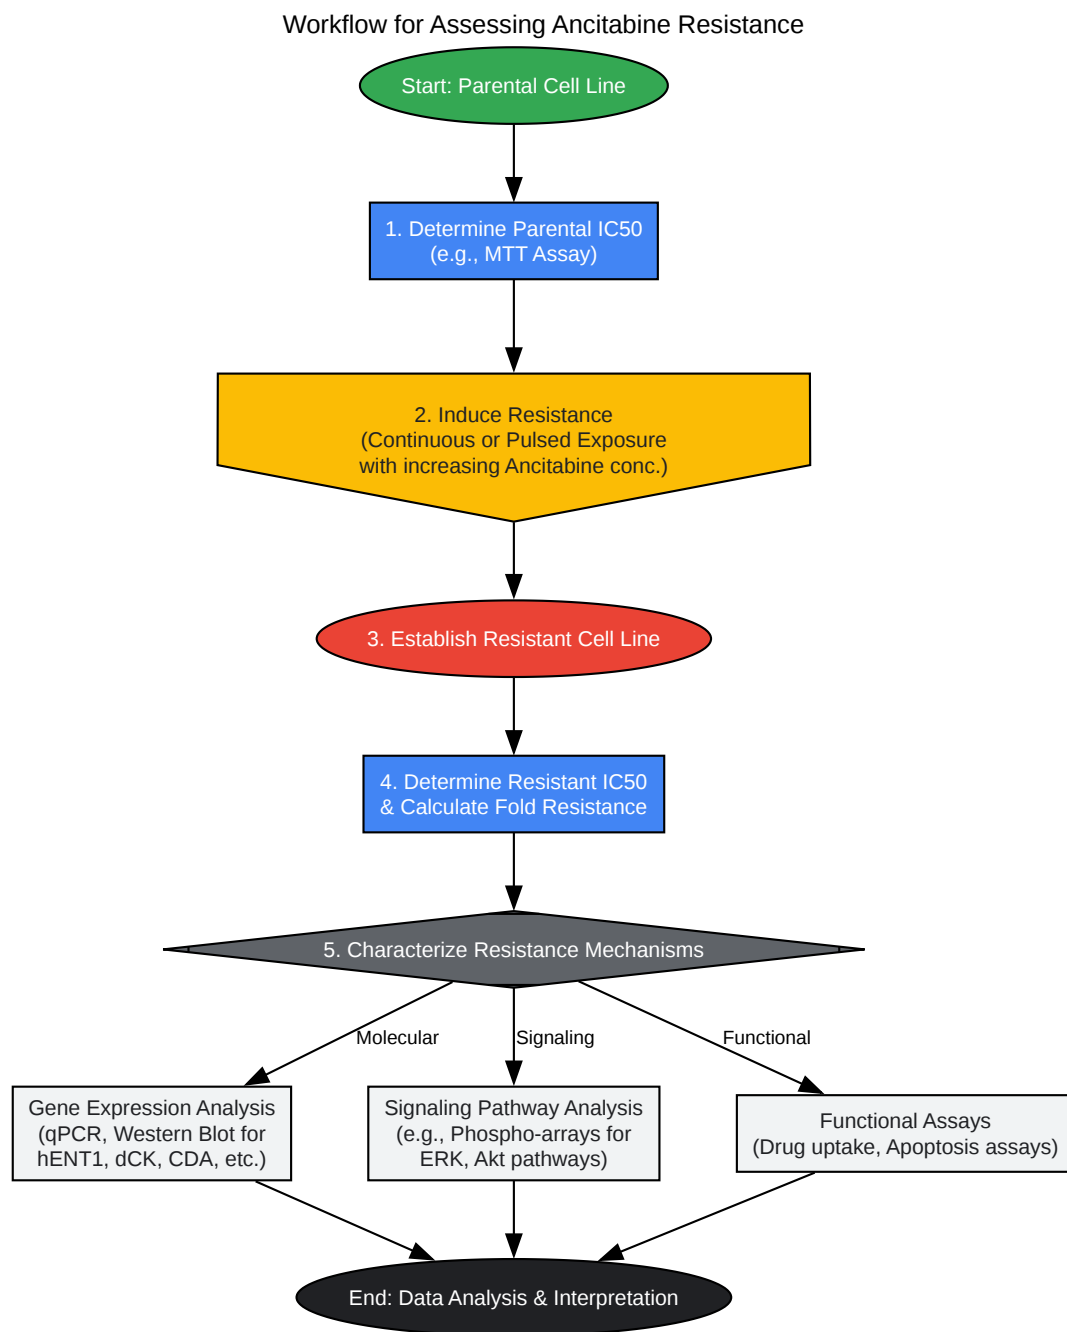 Workflow for Assessing Ancitabine Resistance
Start: Parental Cell Line
1. Determine Parental IC50
(e.g., MTT Assay)
2. Induce Resistance
(Continuous or Pulsed Exposure
with increasing Ancitabine conc.)
3. Establish Resistant Cell Line
4. Determine Resistant IC50
& Calculate Fold Resistance
5. Characterize Resistance Mechanisms
Molecular
Signaling
Functional
Gene Expression Analysis
(qPCR, Western Blot for
hENT1, dCK, CDA, etc.)
Signaling Pathway Analysis
(e.g., Phospho-arrays for
ERK, Akt pathways)
Functional Assays
(Drug uptake, Apoptosis assays)
End: Data Analysis & Interpretation